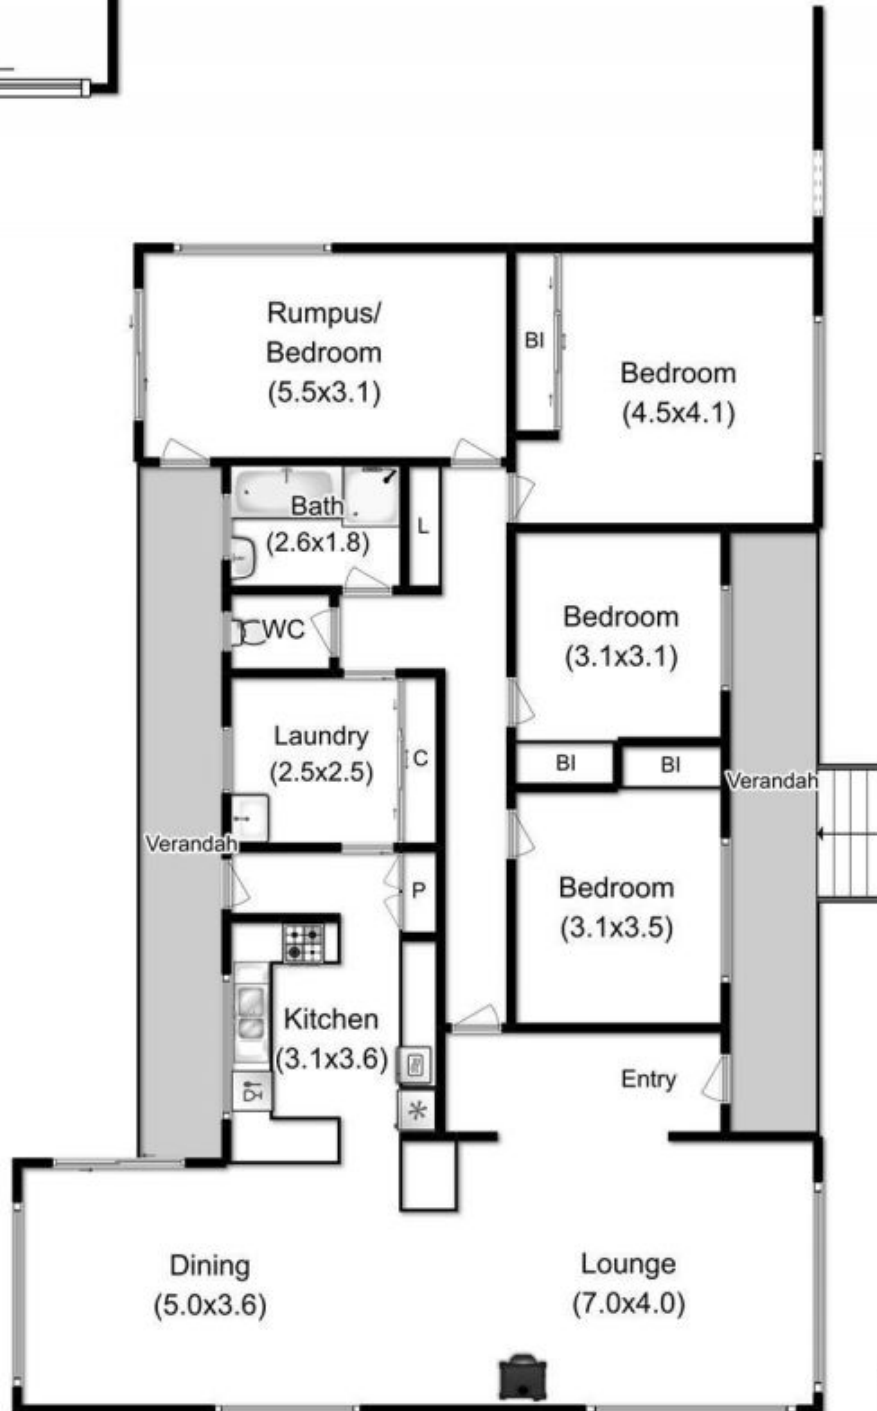 Rumpus/
Bedroom
(5.5x3.1)
BI
Bedroom
(4.5x4.1)
Bath
(2.6x1.8)
L
WC
Bedroom
(3.1x3.1)
Laundry
(2.5x2.5)
C
BI
BI
Verandah
Verandah
P
Bedroom
(3.1x3.5)
Kitchen
(3.1x3.6)
Entry
Dining
(5.0x3.6)
Lounge
(7.0x4.0)